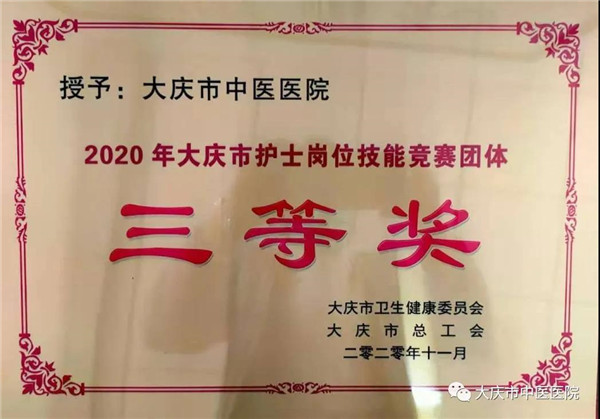 授予：大庆市中医医院
2020年大庆市护士岗位技能竞赛团体
三等奖
大庆市卫生健康委员会
大庆市总工会
二零二零年十一月
大庆市中医医院